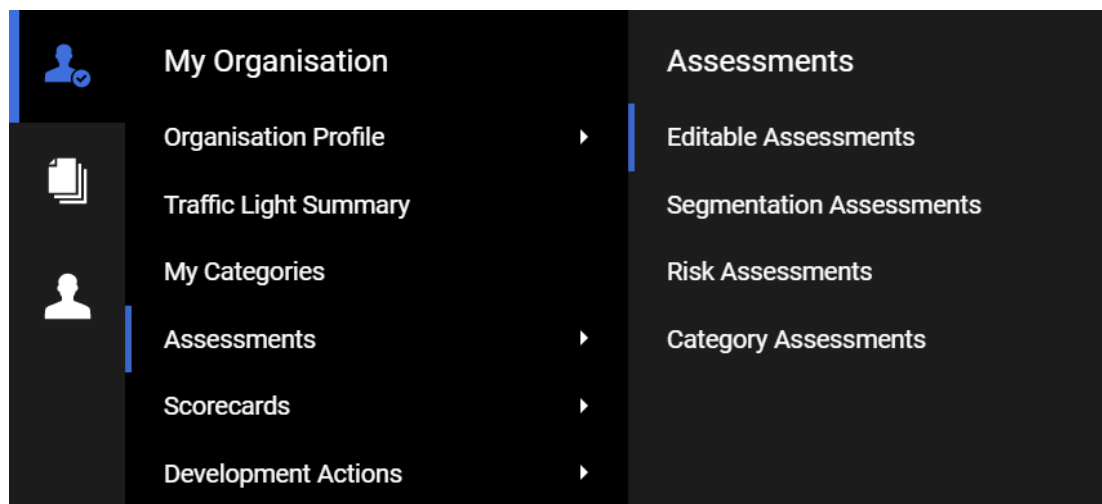 My Organisation
Organisation Profile
Traffic Light Summary
My Categories
Assessments
Scorecards
Development Actions
Assessments
Editable Assessments
Segmentation Assessments
Risk Assessments
Category Assessments